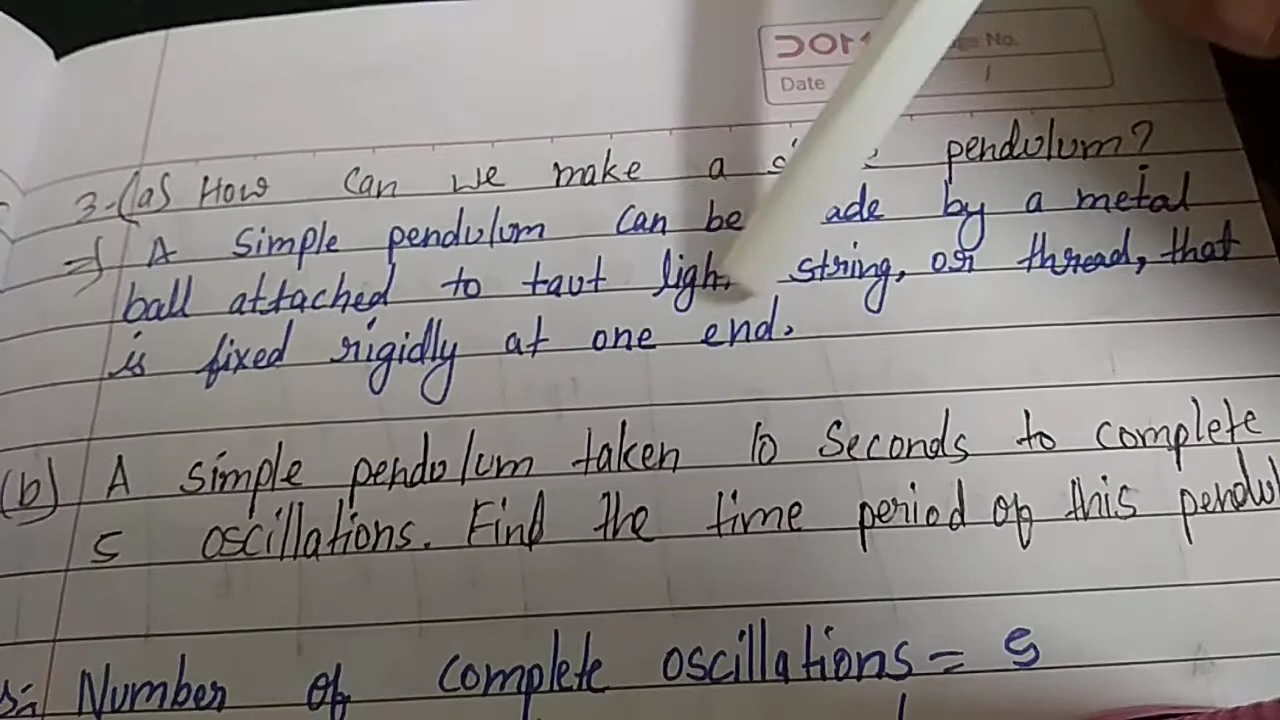 No.
Date
3-(a) How can we make a pendulum?
⇒ A simple pendulum can be ade by a metal
ball attached to taut ligh string, or thread, that
is fixed rigidly at one end.
(b) A simple pendulum taken 10 seconds to complete
5 oscillations. Find the time period of this pendul
Number of complete oscillations = 5